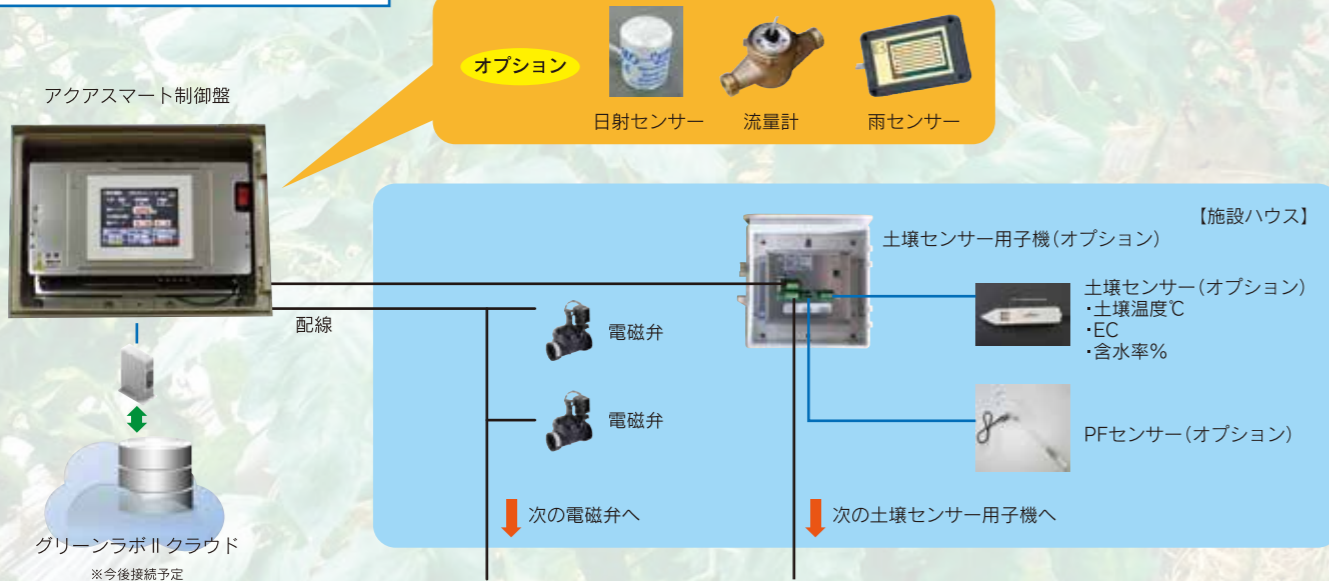 オプション
日射センサー
流量計
雨センサー
アクアスマート制御盤
【施設ハウス】
土壌センサー用子機(オプション)
土壌センサー(オプション)
・土壌温度℃
・EC
・含水率%
配線
電磁弁
電磁弁
PFセンサー(オプション)
次の電磁弁へ
次の土壌センサー用子機へ
グリーンラボⅡクラウド
※今後接続予定